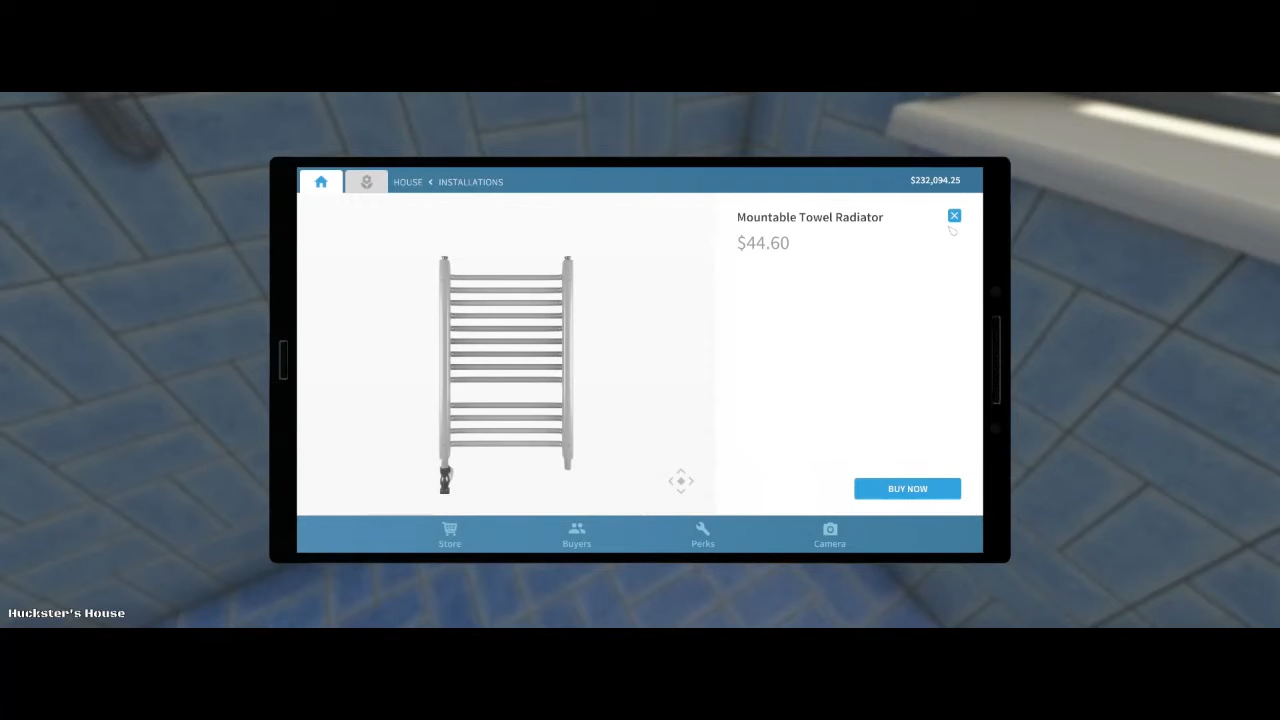 HOUSE < INSTALLATIONS
$232,094.25
Mountable Towel Radiator
$44.60
BUY NOW
Store
Buyers
Perks
Camera
Huckster's House